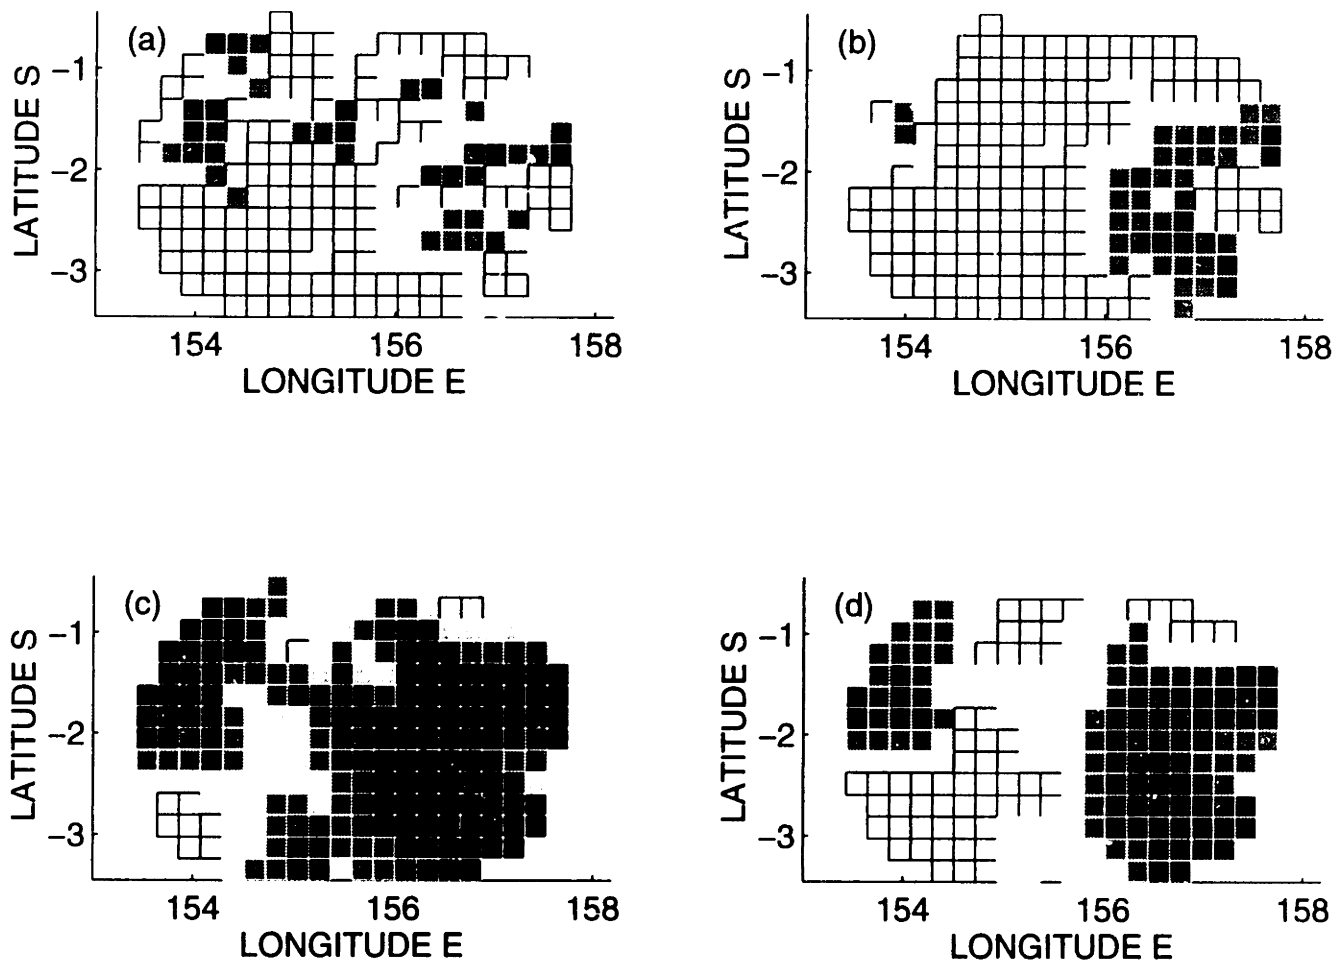 (a)
LATITUDE S
−1
−2
−3
154 156 158
LONGITUDE E
(b)
LATITUDE S
−1
−2
−3
154 156 158
LONGITUDE E
(c)
LATITUDE S
−1
−2
−3
154 156 158
LONGITUDE E
(d)
LATITUDE S
−1
−2
−3
154 156 158
LONGITUDE E